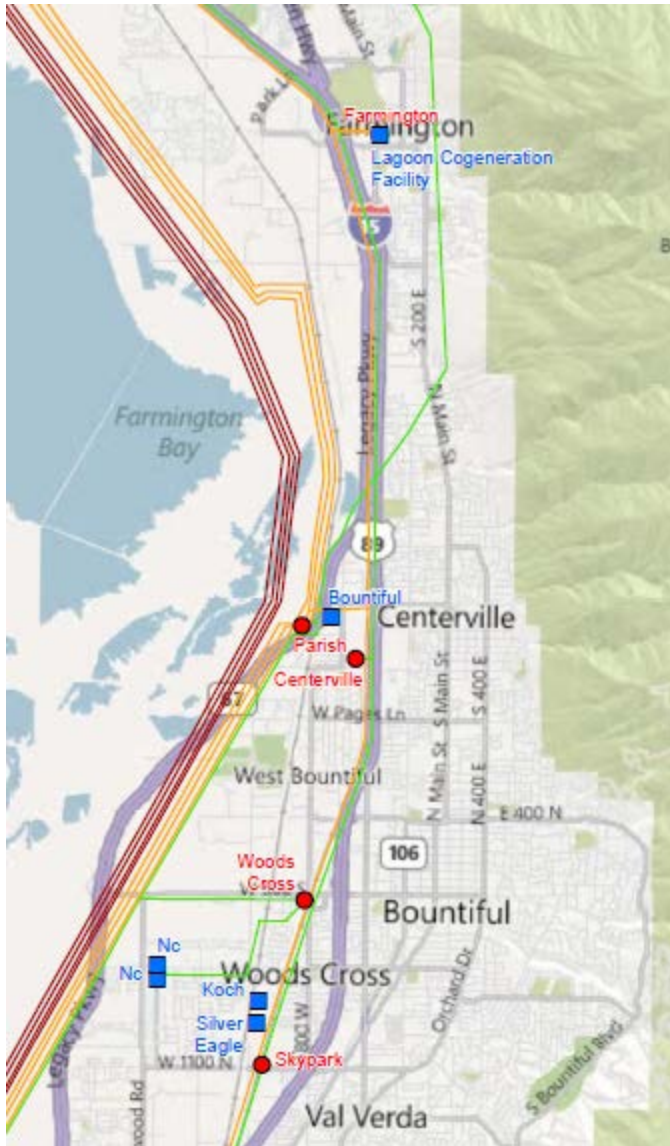 Main St
Hwy
park Ln
Farmington
Farmington
Lagoon Cogeneration
Facility
15
S 200 E
Legacy Pkwy
N Main St
Farmington
Bay
89
Bountiful
Centerville
Parish
Centerville
67
W Pages Ln
S Main St
S 400 E
West Bountiful
N Main St
N 400 E
E 400 N
106
Woods
Cross
Bountiful
Nc
Nc
Woods Cross
Koch
Silver
Eagle
800 W
Orchard Dr
Legacy Pkwy
W 1100 N
Skypark
S Bountiful Blvd
Val Verda